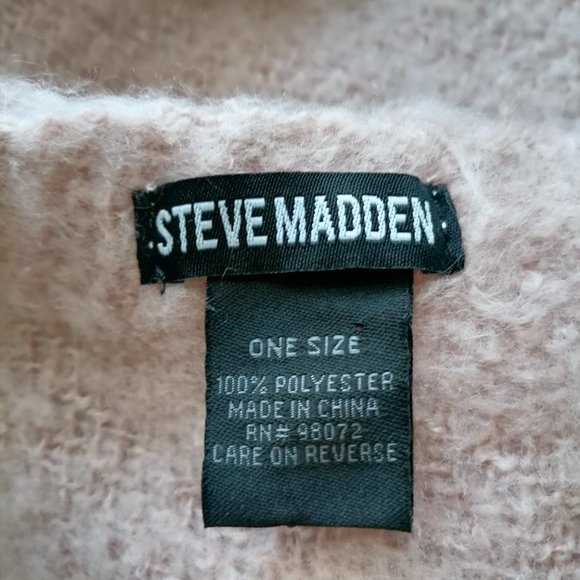 STEVE MADDEN
ONE SIZE
100% POLYESTER
MADE IN CHINA
RN# 98072
CARE ON REVERSE